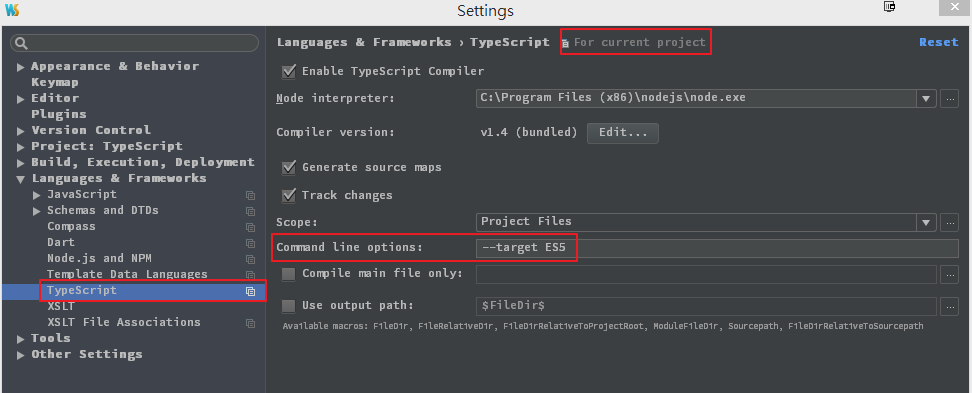 WS
Settings
Languages & Frameworks › TypeScript
For current project
Reset
Appearance & Behavior
Keymap
Editor
Plugins
Version Control
Project: TypeScript
Build, Execution, Deployment
Languages & Frameworks
JavaScript
Schemas and DTDs
Compass
Dart
Node.js and NPM
Template Data Languages
TypeScript
XSLT
XSLT File Associations
Tools
Other Settings
Enable TypeScript Compiler
Node interpreter: C:\Program Files (x86)\nodejs\node.exe ...
Compiler version: v1.4 (bundled) Edit...
Generate source maps
Track changes
Scope: Project Files ...
Command line options: --target ES5
Compile main file only: ...
Use output path: $FileDir$ ...
Available macros: FileDir, FileRelativeDir, FileDirRelativeToProjectRoot, ModuleFileDir, Sourcepath, FileDirRelativeToSourcepath